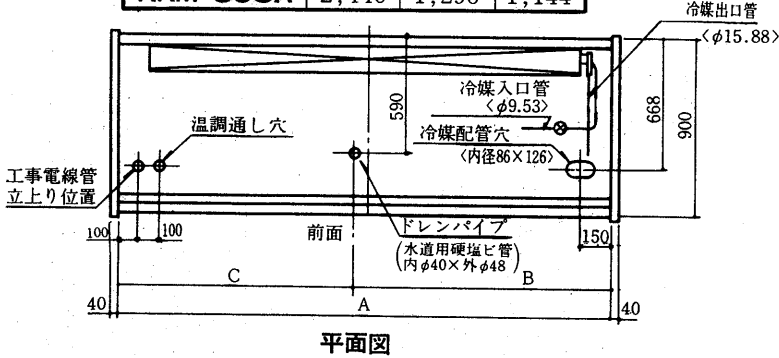 冷媒出口管
〈φ15.88〉
冷媒入口管
〈φ9.53〉
590
668
900
温調通し穴
冷媒配管穴
〈内径86×126〉
工事電線管
立上り位置
100
100
前面
ドレンパイプ
(水道用硬塩ビ管
内φ40×外φ48)
150
C
B
40
A
40
平面図